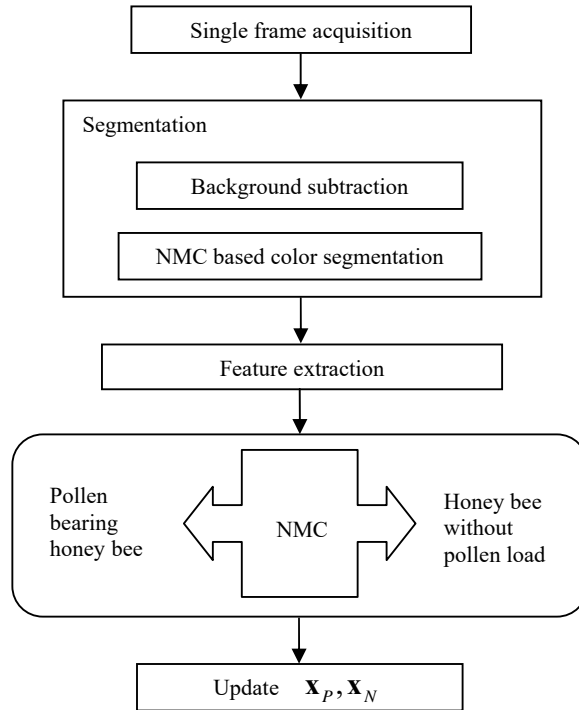 Single frame acquisition
Segmentation
Background subtraction
NMC based color segmentation
Feature extraction
Pollen
bearing
honey bee
NMC
Honey bee
without
pollen load
Update x_P, x_N